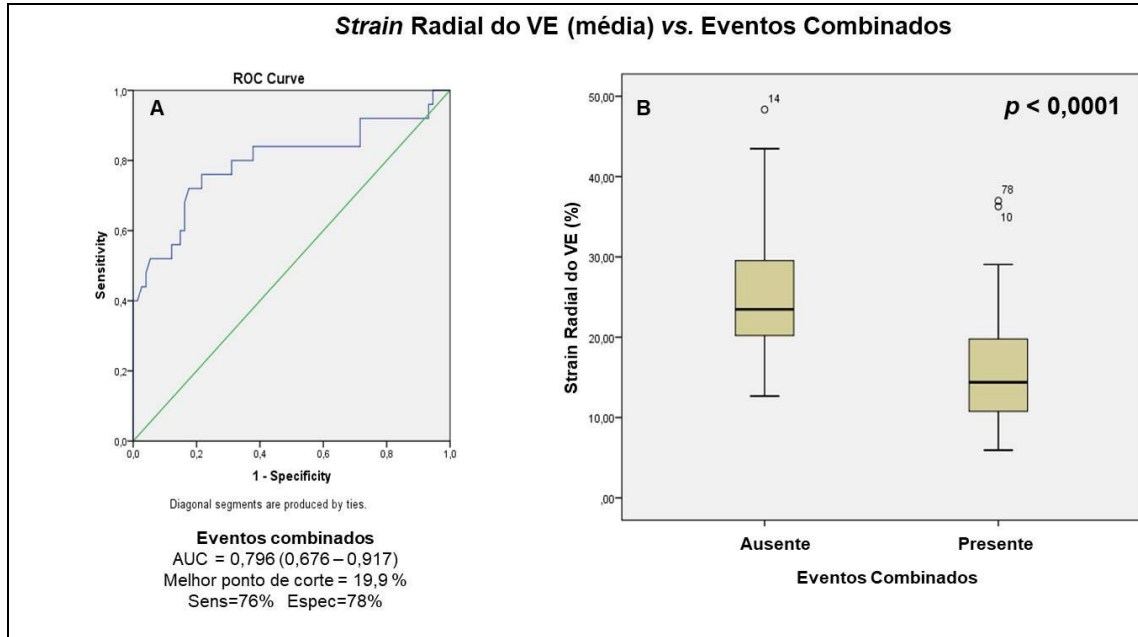 Strain Radial do VE (média) vs. Eventos Combinados
ROC Curve
A
1,0
0,8
0,6
0,4
0,2
0,0
Sensitivity
0,0 0,2 0,4 0,6 0,8 1,0
1 - Specificity
Diagonal segments are produced by ties.
Eventos combinados
AUC = 0,796 (0,676 – 0,917)
Melhor ponto de corte = 19,9 %
Sens=76% Espec=78%
B
p < 0,0001
50,00
40,00
30,00
20,00
10,00
,00
Strain Radial do VE (%)
14
78
10
Ausente Presente
Eventos Combinados